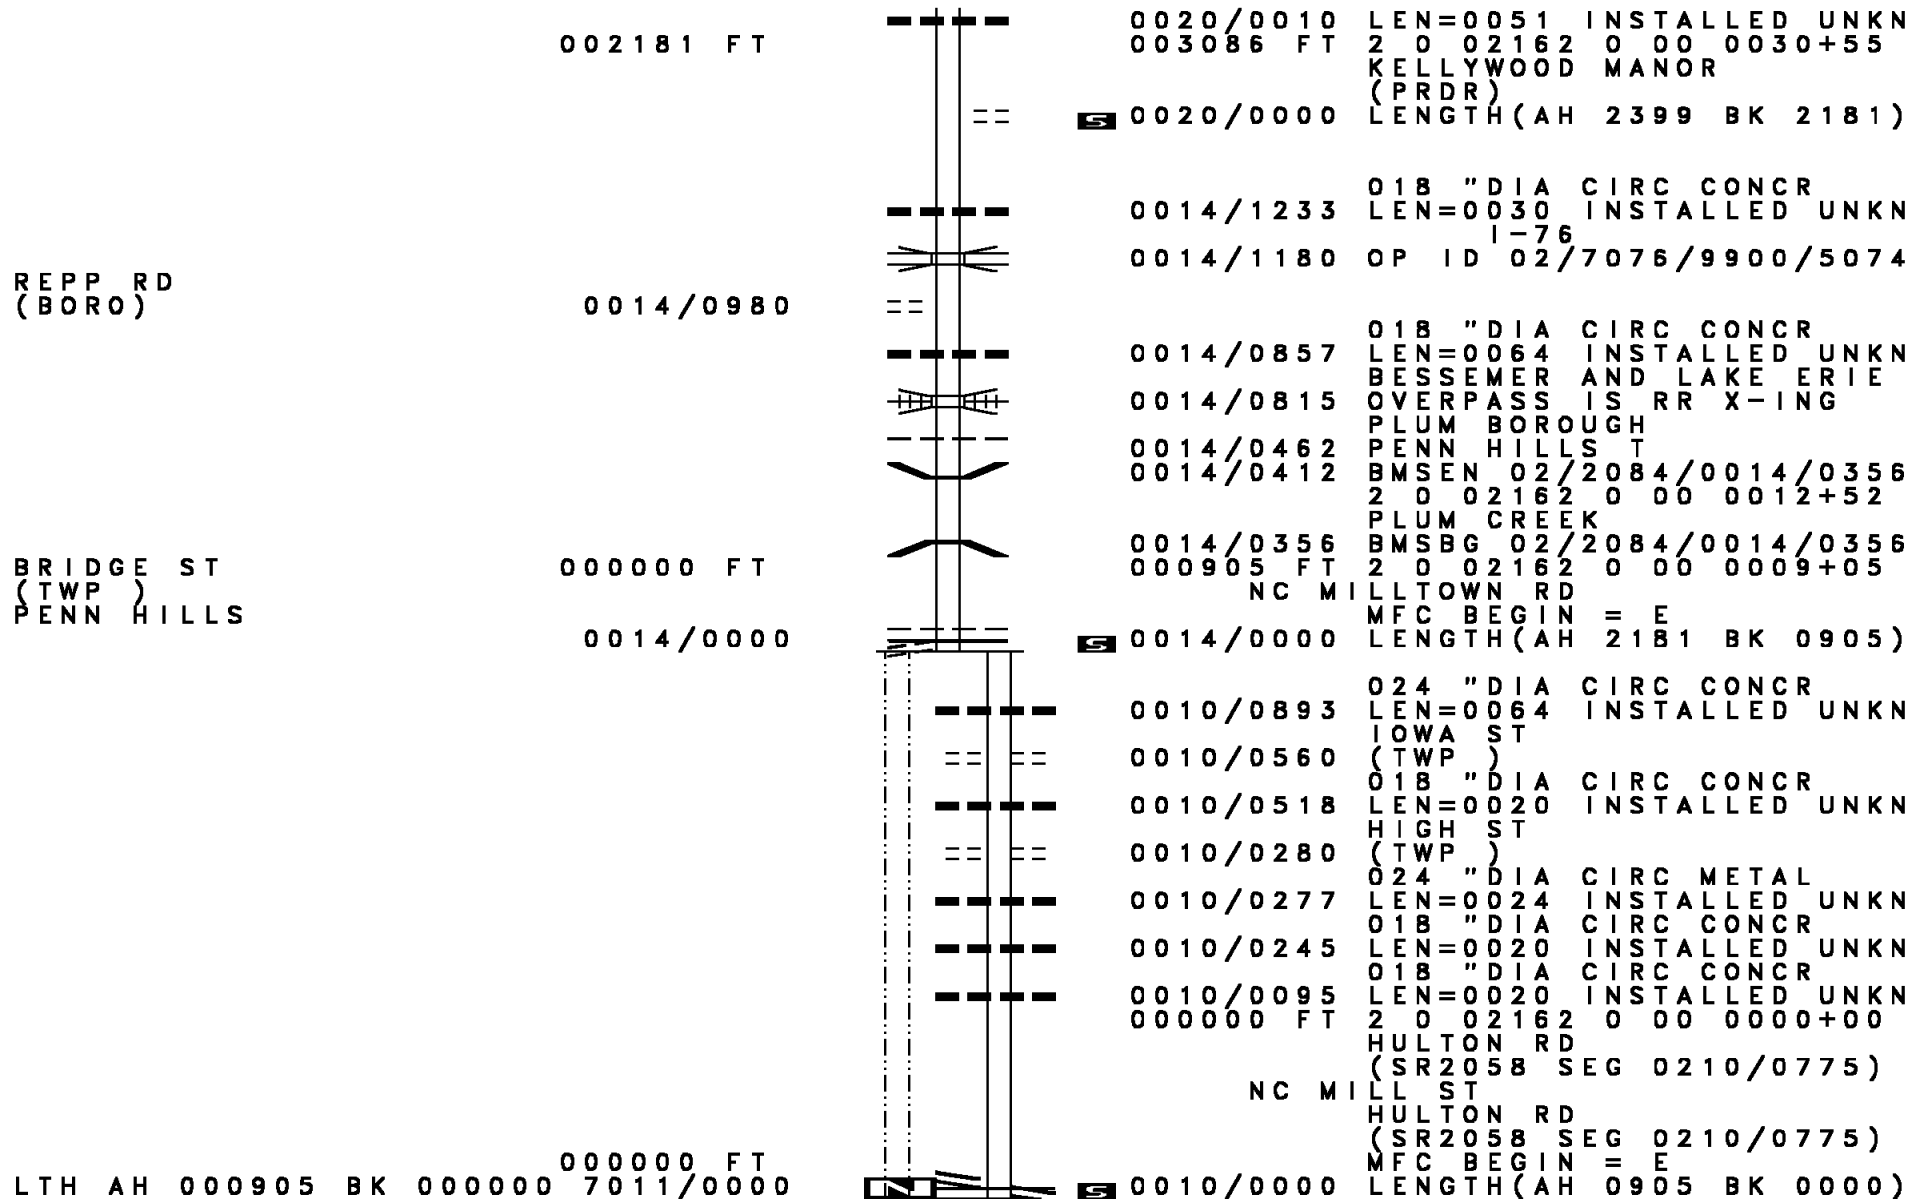 0020/0010 LEN=0051 INSTALLED UNKN
002181 FT 003086 FT 2 0 02162 0 00 0030+55
KELLYWOOD MANOR
(PRDR)
S 0020/0000 LENGTH(AH 2399 BK 2181)
018 "DIA CIRC CONCR
0014/1233 LEN=0030 INSTALLED UNKN
I-76
0014/1180 OP ID 02/7076/9900/5074
REPP RD
(BORO) 0014/0980
018 "DIA CIRC CONCR
0014/0857 LEN=0064 INSTALLED UNKN
BESSEMER AND LAKE ERIE
0014/0815 OVERPASS IS RR X-ING
PLUM BOROUGH
0014/0462 PENN HILLS T
0014/0412 BMSEN 02/2084/0014/0356
2 0 02162 0 00 0012+52
PLUM CREEK
0014/0356 BMSBG 02/2084/0014/0356
BRIDGE ST 000000 FT 000905 FT 2 0 02162 0 00 0009+05
(TWP ) NC MILLTOWN RD
PENN HILLS MFC BEGIN = E
0014/0000 S 0014/0000 LENGTH(AH 2181 BK 0905)
024 "DIA CIRC CONCR
0010/0893 LEN=0064 INSTALLED UNKN
IOWA ST
0010/0560 (TWP )
018 "DIA CIRC CONCR
0010/0518 LEN=0020 INSTALLED UNKN
HIGH ST
0010/0280 (TWP )
024 "DIA CIRC METAL
0010/0277 LEN=0024 INSTALLED UNKN
018 "DIA CIRC CONCR
0010/0245 LEN=0020 INSTALLED UNKN
018 "DIA CIRC CONCR
0010/0095 LEN=0020 INSTALLED UNKN
000000 FT 2 0 02162 0 00 0000+00
HULTON RD
(SR2058 SEG 0210/0775)
NC MILL ST
HULTON RD
(SR2058 SEG 0210/0775)
000000 FT MFC BEGIN = E
LTH AH 000905 BK 000000 7011/0000 S 0010/0000 LENGTH(AH 0905 BK 0000)